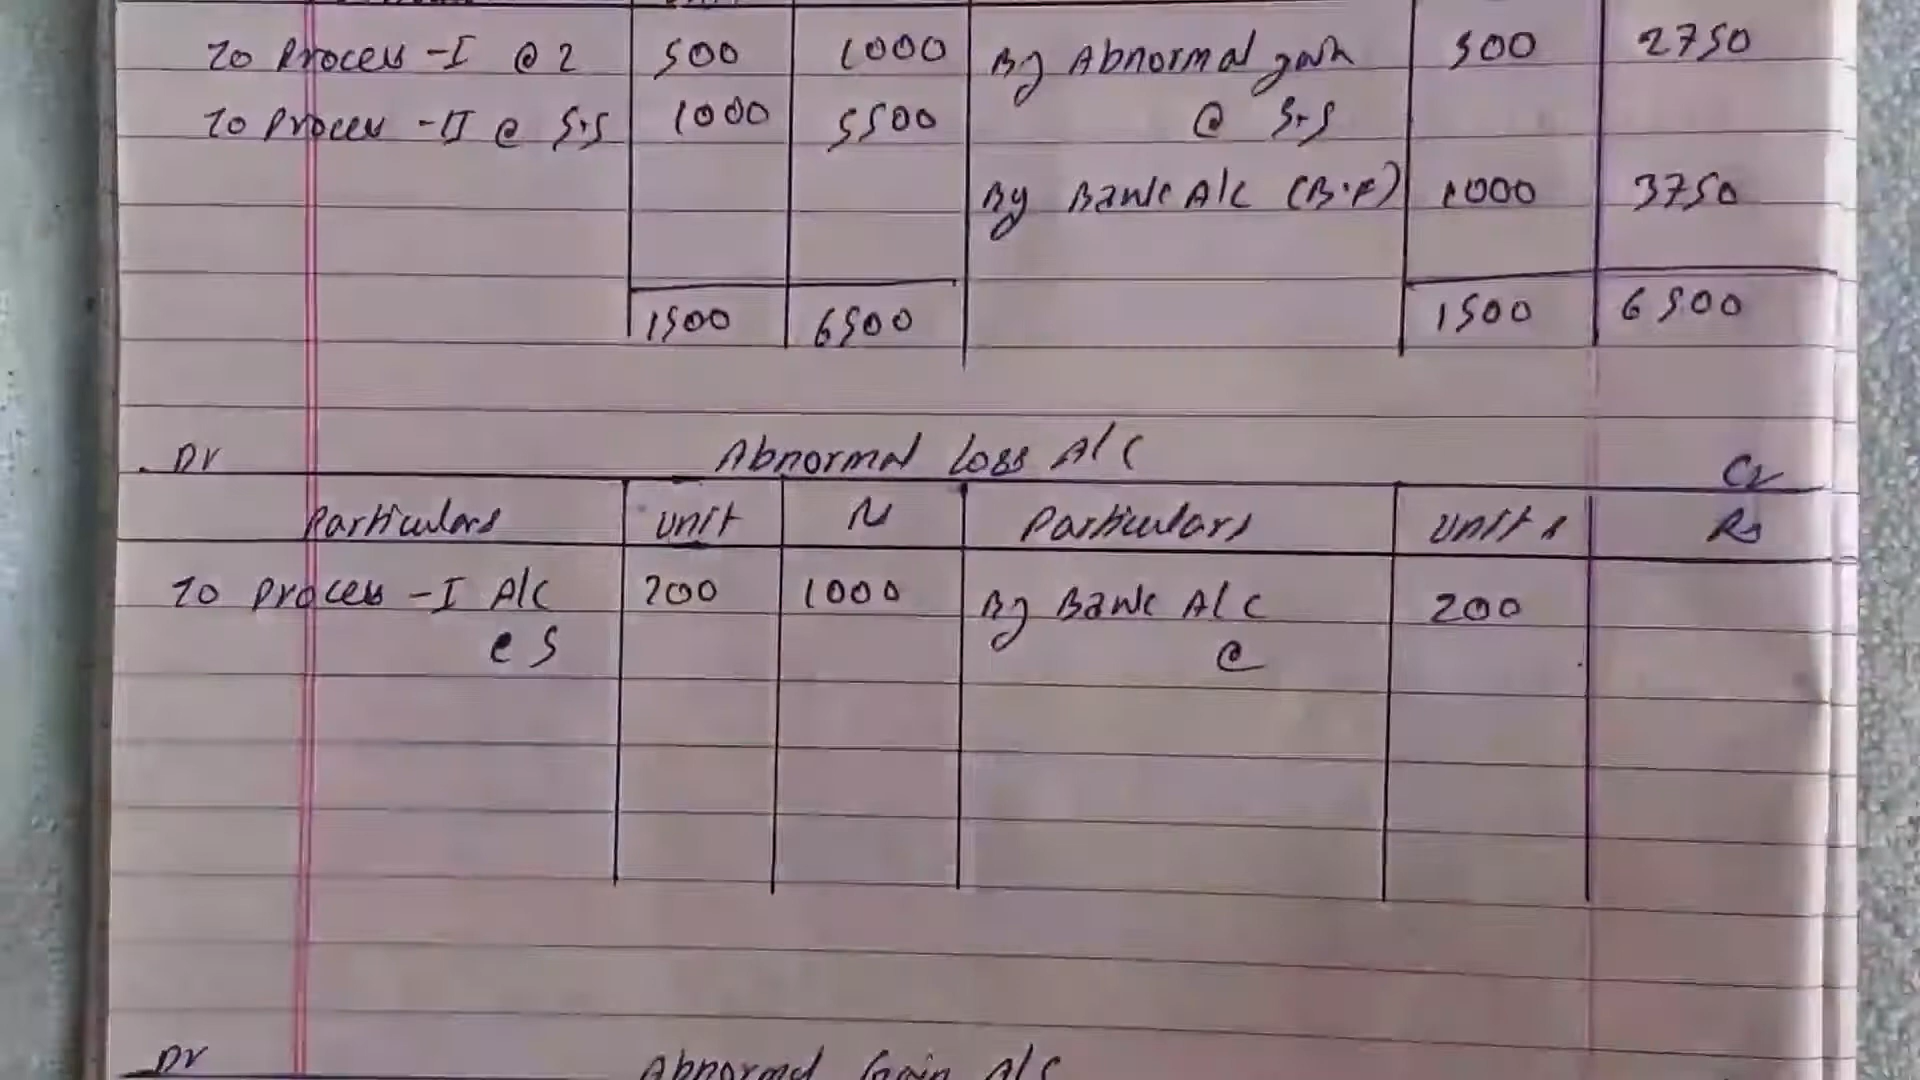 To Process -I @ 2 500 1000 By Abnormal gain 500 2750
To Process -II @ 5.5 1000 5500 @ 5.5
By Bank A/c (B.F) 1000 3750
1500 6500 1500 6500
Dr Abnormal Loss A/C Cr
Particulars Unit Particulars Units Rs
To Process -I A/C 200 1000 By Bank A/C 200
@ 5 @
Dr Abnormal Gain A/C